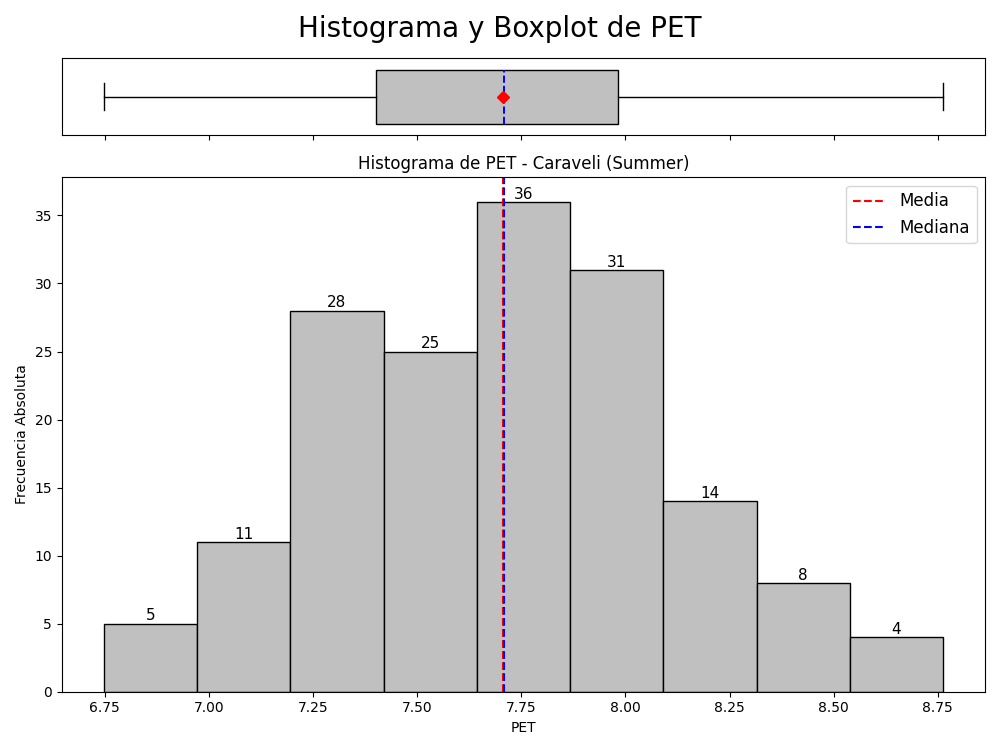 Histograma y Boxplot de PET
Histograma de PET - Caraveli (Summer)
Media
Mediana
Frecuencia Absoluta
35
30
25
20
15
10
5
0
5
11
28
25
36
31
14
8
4
6.75 7.00 7.25 7.50 7.75 8.00 8.25 8.50 8.75
PET